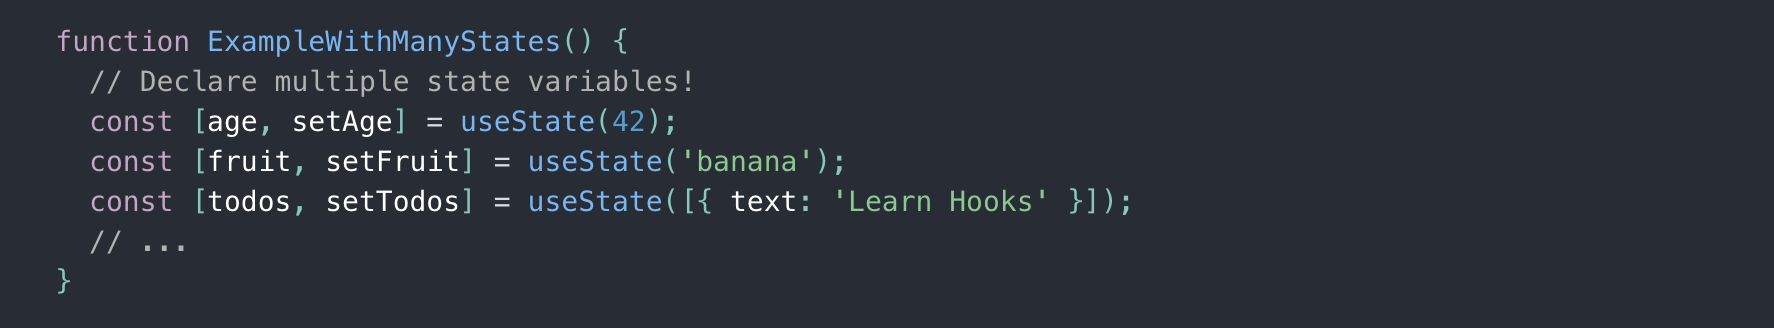 function ExampleWithManyStates() {
  // Declare multiple state variables!
  const [age, setAge] = useState(42);
  const [fruit, setFruit] = useState('banana');
  const [todos, setTodos] = useState([{ text: 'Learn Hooks' }]);
  // ...
}